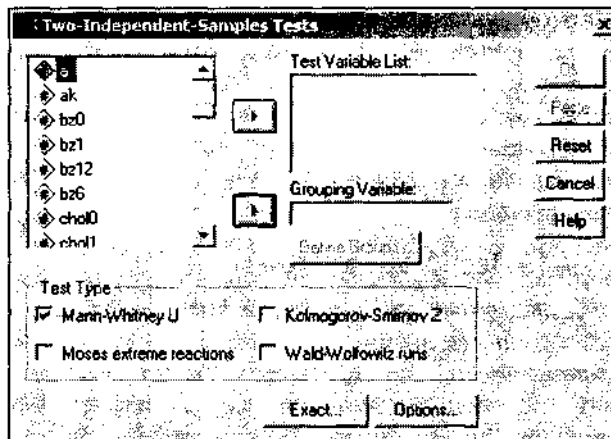 Two-Independent-Samples Tests
a
ak
bz0
bz1
bz12
bz6
chol0
chol1
Test Variable List:
Grouping Variable:
Define Groups...
OK
Paste
Reset
Cancel
Help
Test Type
Mann-Whitney U
Kolmogorov-Smirnov Z
Moses extreme reactions
Wald-Wolfowitz runs
Exact...
Options...